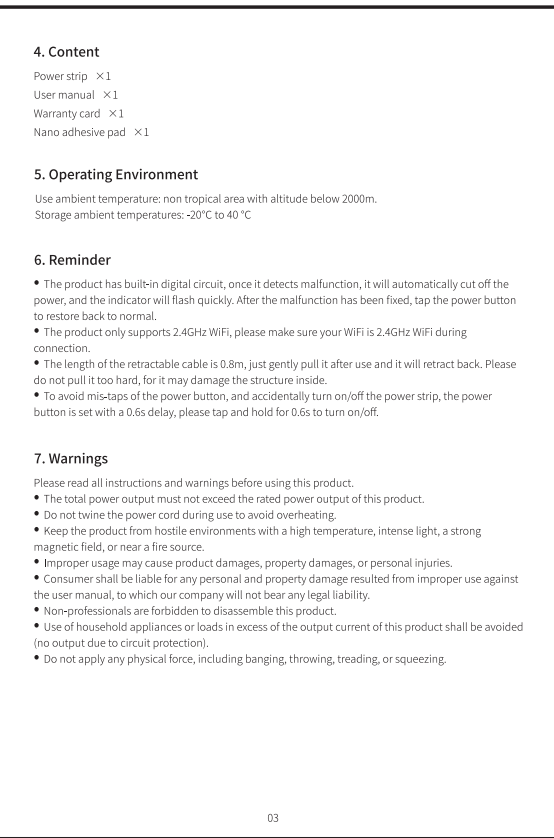 4. Content
Power strip ×1
User manual ×1
Warranty card ×1
Nano adhesive pad ×1
5. Operating Environment
Use ambient temperature: non tropical area with altitude below 2000m.
Storage ambient temperatures: -20°C to 40 °C
6. Reminder
• The product has built-in digital circuit, once it detects malfunction, it will automatically cut off the
power, and the indicator will flash quickly. After the malfunction has been fixed, tap the power button
to restore back to normal.
• The product only supports 2.4GHz WiFi, please make sure your WiFi is 2.4GHz WiFi during
connection.
• The length of the retractable cable is 0.8m, just gently pull it after use and it will retract back. Please
do not pull it too hard, for it may damage the structure inside.
• To avoid mis-taps of the power button, and accidentally turn on/off the power strip, the power
button is set with a 0.6s delay, please tap and hold for 0.6s to turn on/off.
7. Warnings
Please read all instructions and warnings before using this product.
• The total power output must not exceed the rated power output of this product.
• Do not twine the power cord during use to avoid overheating.
• Keep the product from hostile environments with a high temperature, intense light, a strong
magnetic field, or near a fire source.
• Improper usage may cause product damages, property damages, or personal injuries.
• Consumer shall be liable for any personal and property damage resulted from improper use against
the user manual, to which our company will not bear any legal liability.
• Non-professionals are forbidden to disassemble this product.
• Use of household appliances or loads in excess of the output current of this product shall be avoided
(no output due to circuit protection).
• Do not apply any physical force, including banging, throwing, treading, or squeezing.
03